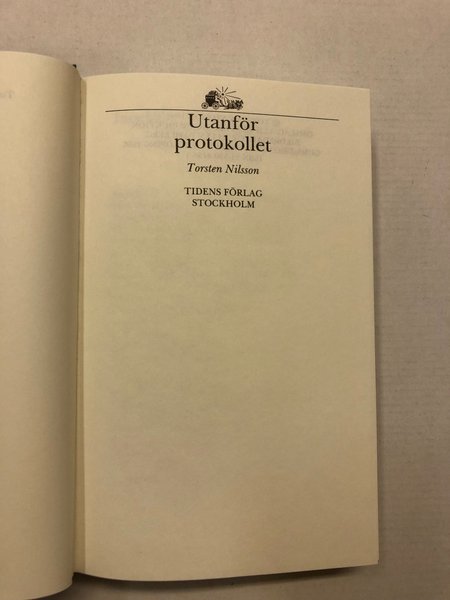 Utanför
protokollet
Torsten Nilsson
TIDENS FÖRLAG
STOCKHOLM